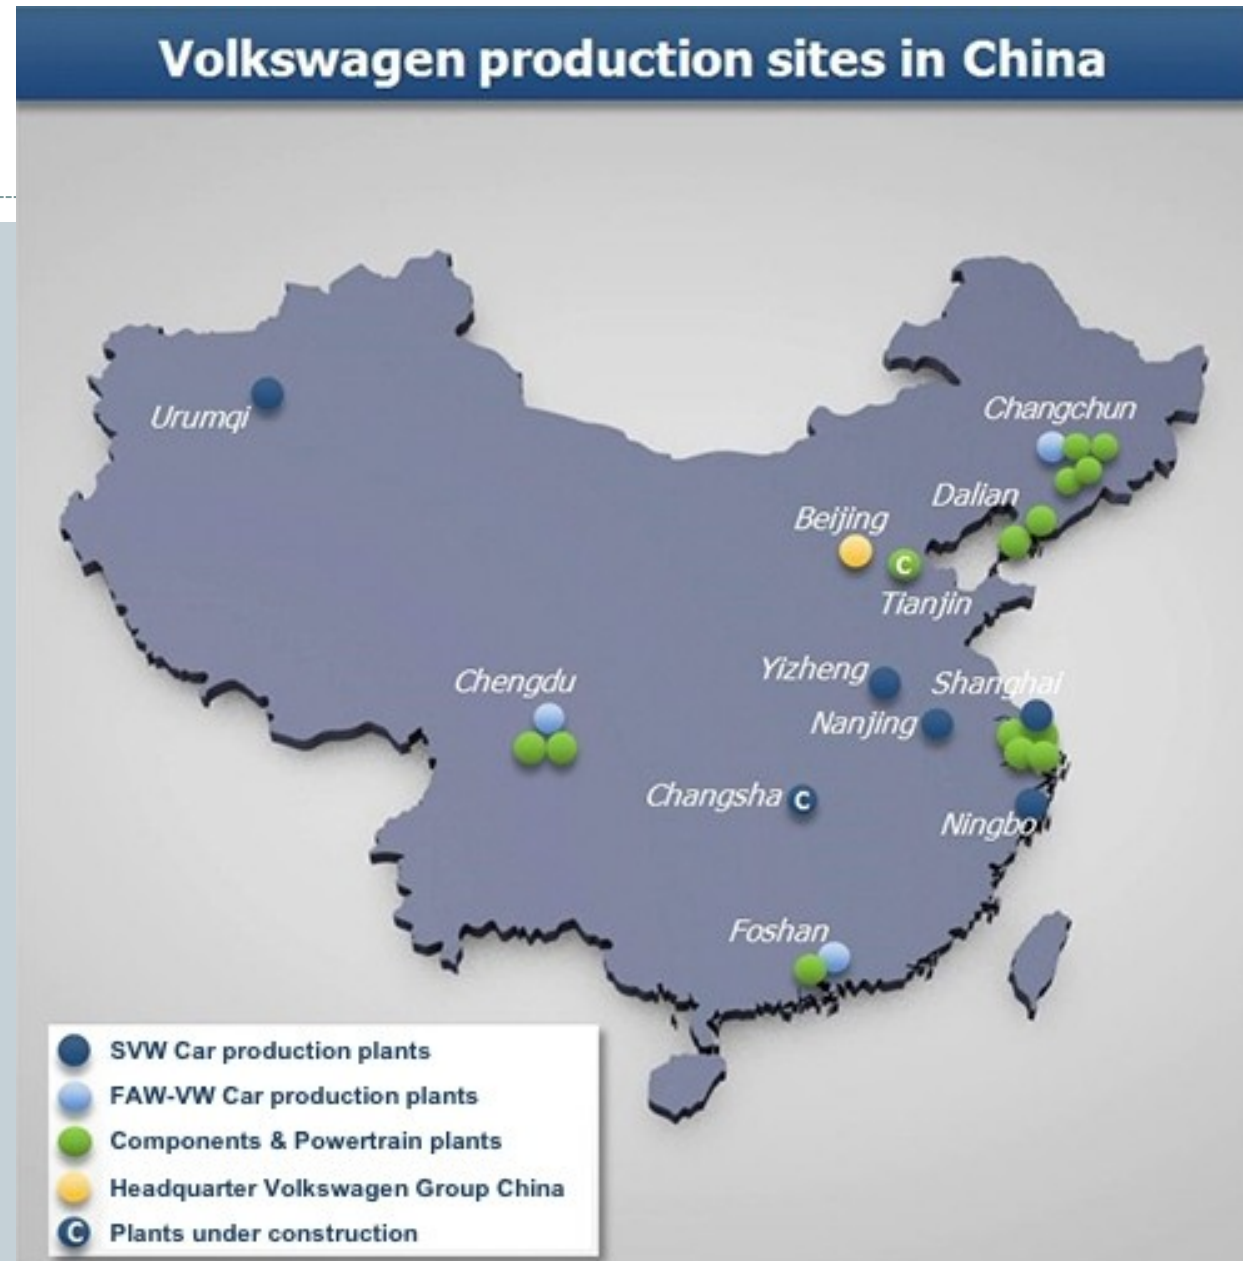 Volkswagen production sites in China
Urumqi
Changchun
Dalian
Beijing
C
Tianjin
Yizheng
Shanghai
Chengdu
Nanjing
Changsha C
Ningbo
Foshan
SVW Car production plants
FAW-VW Car production plants
Components & Powertrain plants
Headquarter Volkswagen Group China
C Plants under construction